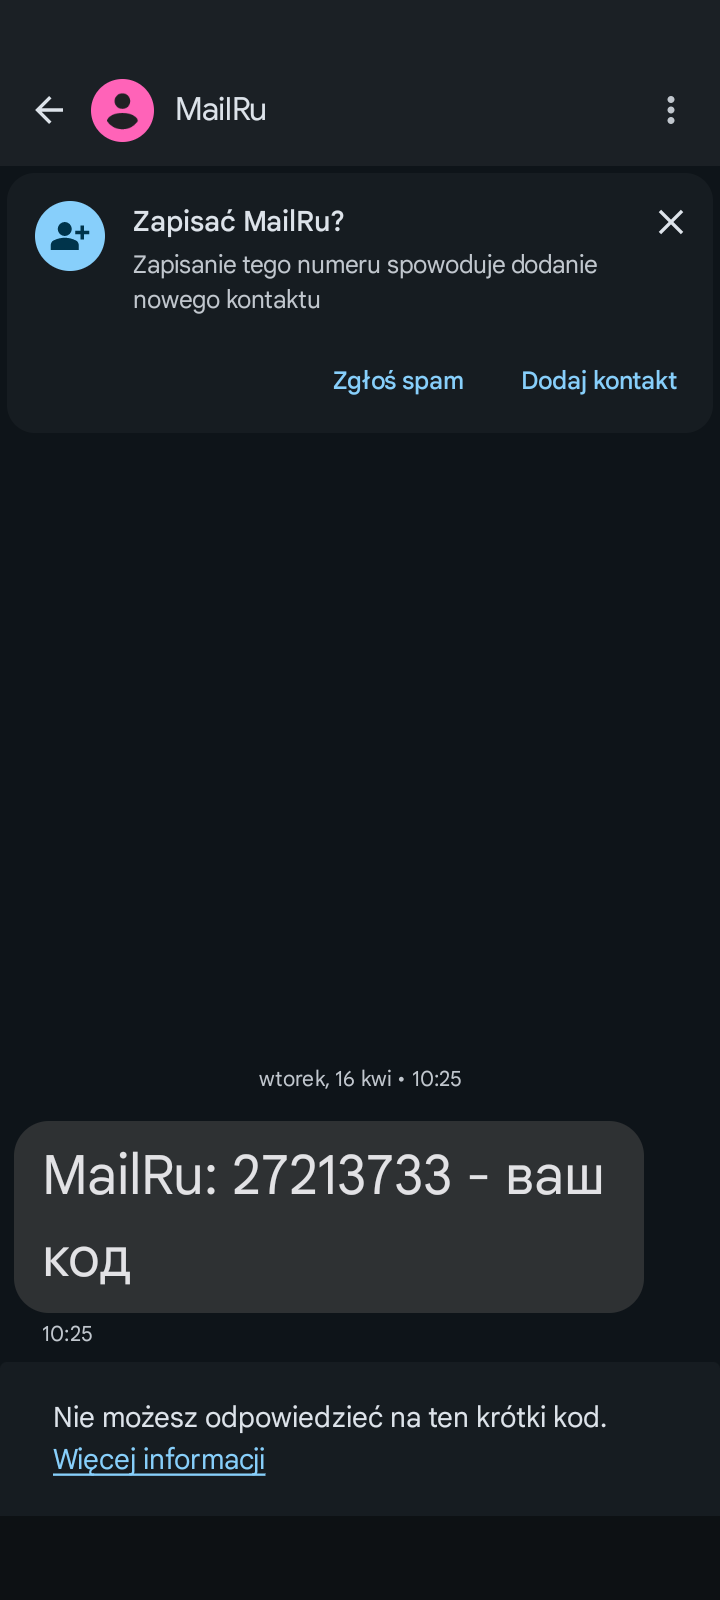 MailRu
Zapisać MailRu?
Zapisanie tego numeru spowoduje dodanie
nowego kontaktu
Zgłoś spam Dodaj kontakt
wtorek, 16 kwi • 10:25
MailRu: 27213733 - ваш
код
10:25
Nie możesz odpowiedzieć na ten krótki kod.
Więcej informacji